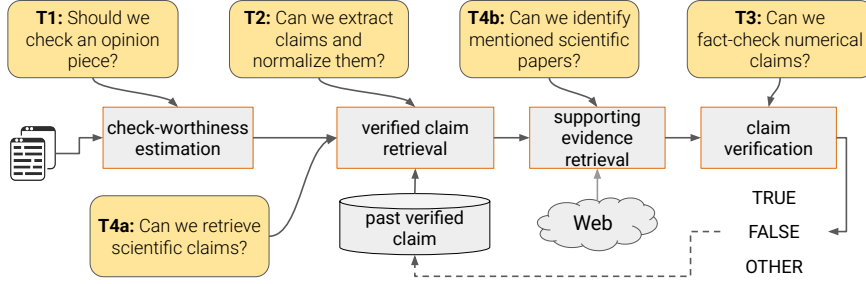 T1: Should we
check an opinion
piece?
T2: Can we extract
claims and
normalize them?
T4b: Can we identify
mentioned scientific
papers?
T3: Can we
fact-check numerical
claims?
check-worthiness
estimation
verified claim
retrieval
supporting
evidence
retrieval
claim
verification
T4a: Can we retrieve
scientific claims?
past verified
claim
Web
TRUE
FALSE
OTHER